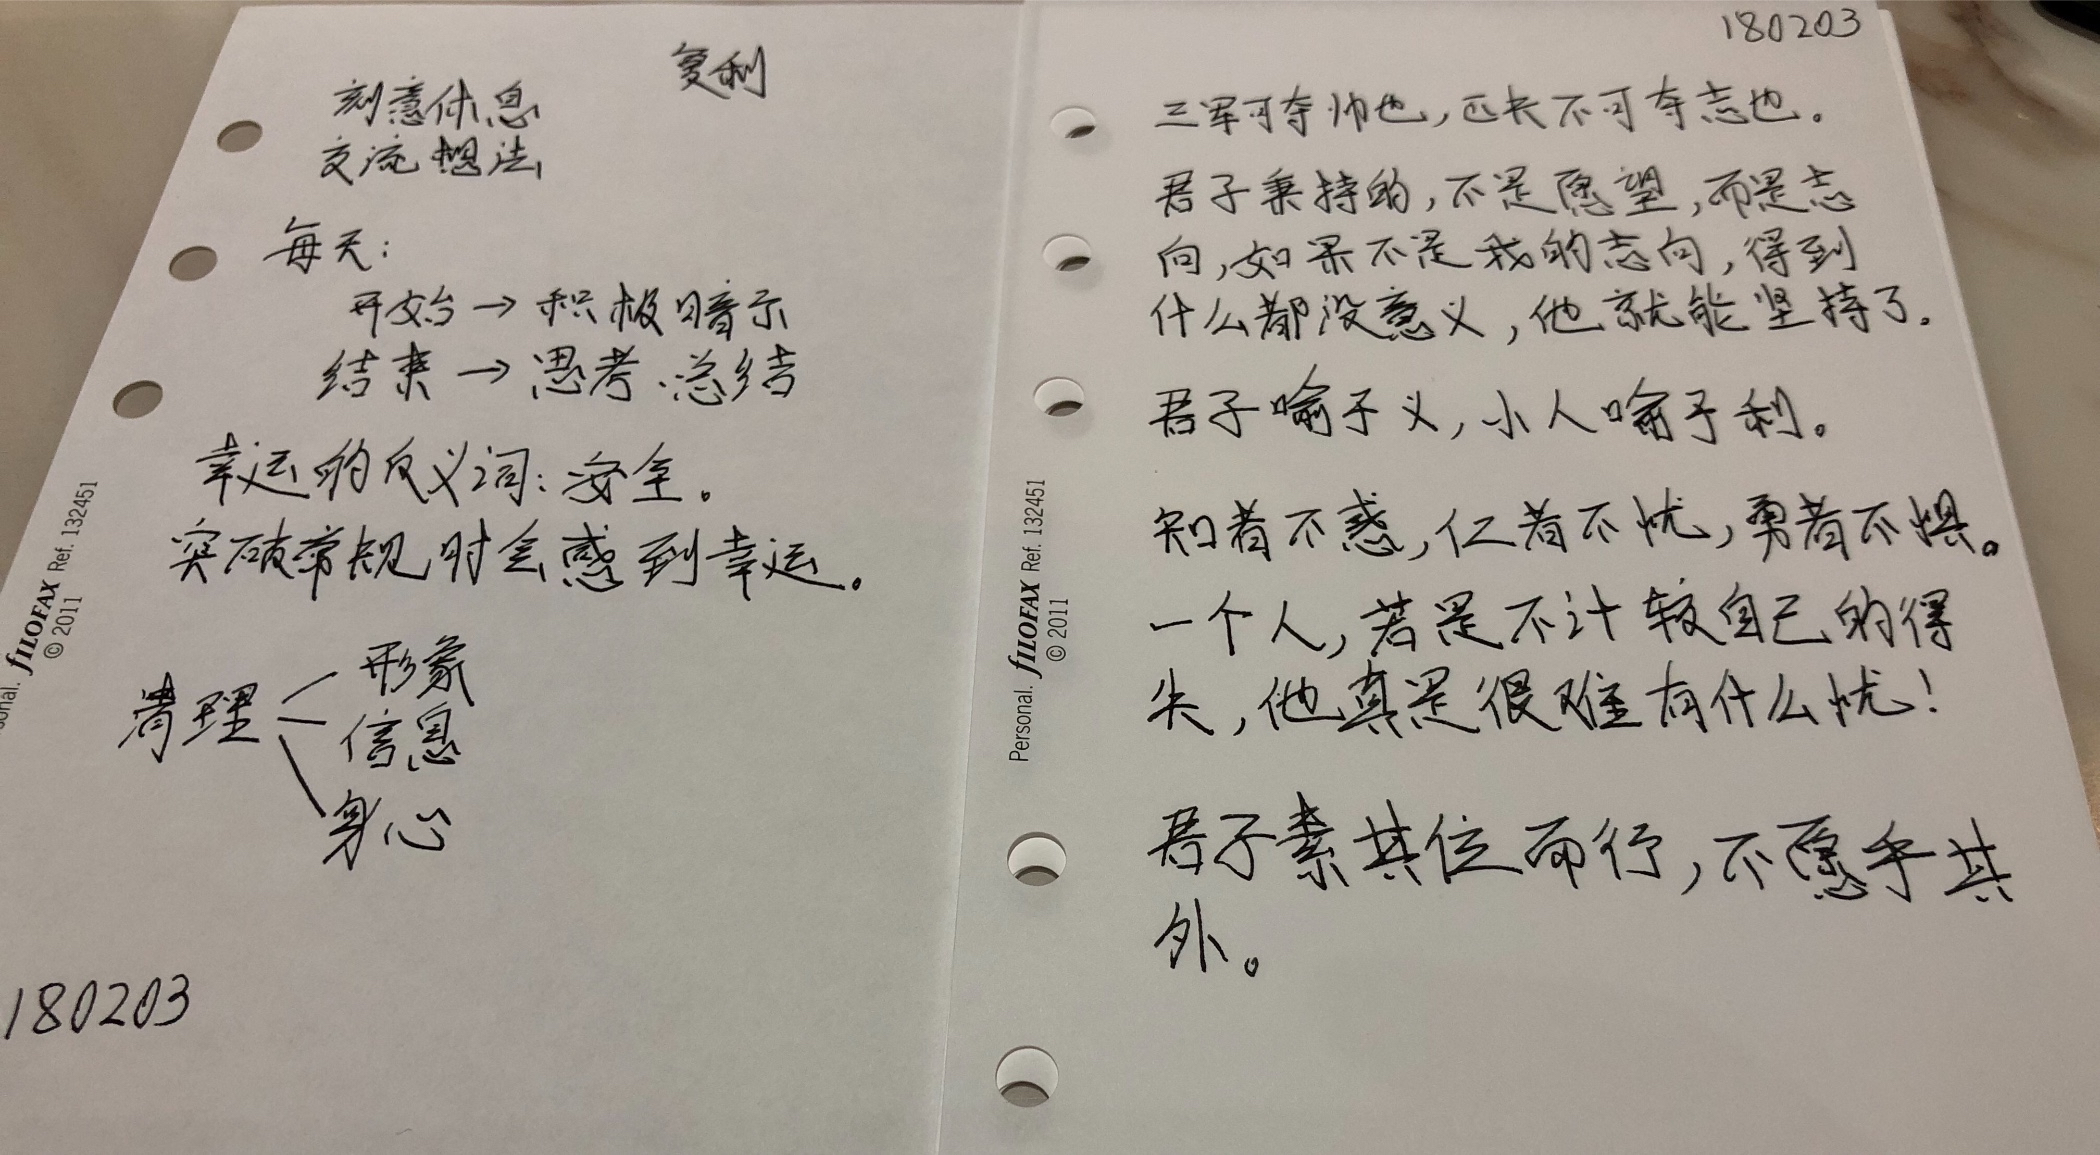 复利
刻意休息
交流想法
每天：
开始→积极暗示
结束→思考、总结
幸运的反义词：安全。
突破常规时会感到幸运。
清理
形象
信息
身心
180203
sonal. fILOFAX Ref. 132451
© 2011
180203
三军可夺帅也，匹夫不可夺志也。
君子秉持的，不是愿望，而是志
向，如果不是我的志向，得到
什么都没意义，他就能坚持了。
君子喻于义，小人喻于利。
知者不惑，仁者不忧，勇者不惧。
一个人，若是不计较自己的得
失，他真是很难有什么忧！
君子素其位而行，不愿乎其
外。
Personal. fILOFAX Ref. 132451
© 2011